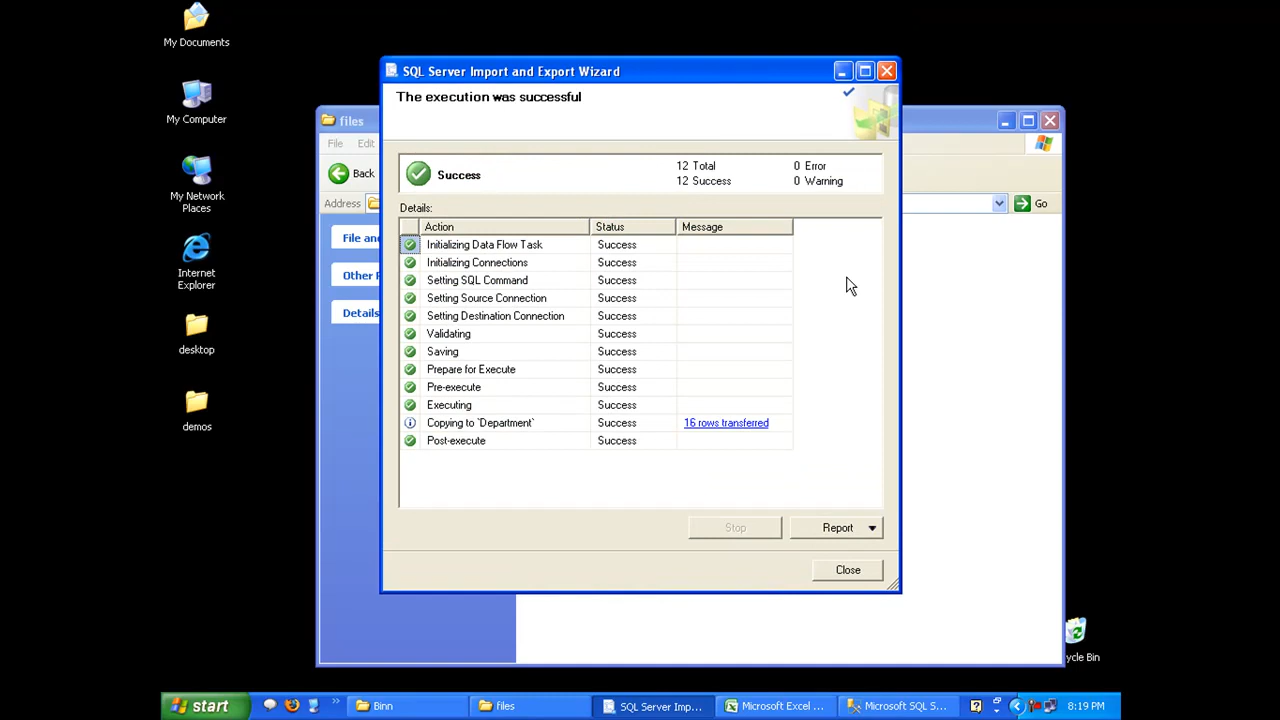 My Documents
My Computer
My Network
Places
Internet
Explorer
desktop
demos
files
File Edit
Back
Address
Go
File and
Other P
Details
SQL Server Import and Export Wizard
The execution was successful
Success
12 Total 0 Error
12 Success 0 Warning
Details:
Action Status Message
Initializing Data Flow Task Success
Initializing Connections Success
Setting SQL Command Success
Setting Source Connection Success
Setting Destination Connection Success
Validating Success
Saving Success
Prepare for Execute Success
Pre-execute Success
Executing Success
Copying to `Department` Success 16 rows transferred
Post-execute Success
Stop Report
Close
ycle Bin
start Binn files SQL Server Impo... Microsoft Excel ... Microsoft SQL S... 8:19 PM